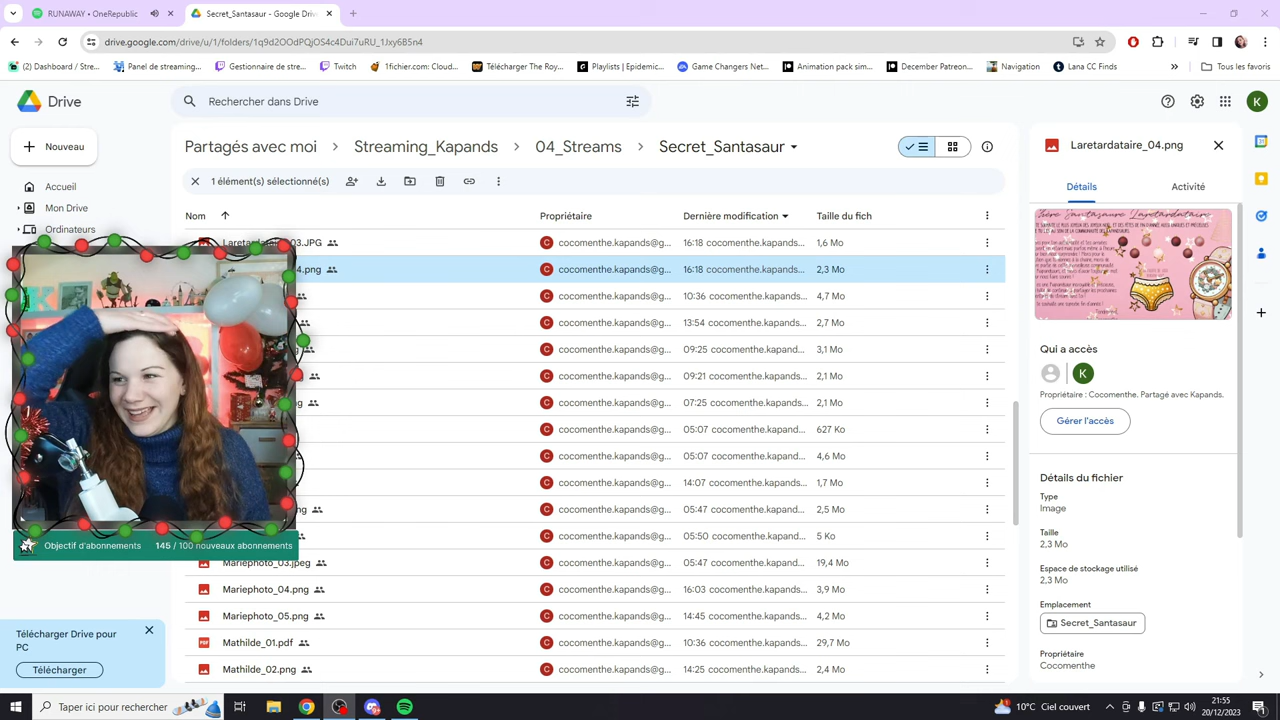 RUNAWAY • OneRepublic
Secret_Santasaur - Google Drive
drive.google.com/drive/u/1/folders/1q9d2OOdPQjOS4c4Dui7uRU_1Jxy6B5n4
(2) Dashboard / Stre...
Panel de streaming...
Gestionnaire de stre...
Twitch
1fichier.com: Cloud...
Télécharger The Roy...
Playlists | Epidemic...
Game Changers Net...
Animation pack sim...
December Patreon...
Navigation
Lana CC Finds
Tous les favoris
Drive
Rechercher dans Drive
K
Nouveau
Accueil
Mon Drive
Ordinateurs
Partagés avec moi
Streaming_Kapands
04_Streams
Secret_Santasaur
1 élément(s) sélectionné(s)
Nom
Propriétaire
Dernière modification
Taille du fich
C cocomenthe.kapands@g... 16:18 cocomenthe.kapands... 1,6 Mo
4.png C cocomenthe.kapands@g... 16:18 cocomenthe.kapands... 2,3 Mo
C cocomenthe.kapands@g... 10:36 cocomenthe.kapands... 4,7 Mo
C cocomenthe.kapands@g... 13:54 cocomenthe.kapands... 2,7 Mo
C cocomenthe.kapands@g... 09:25 cocomenthe.kapand... 3,1 Mo
C cocomenthe.kapands@g... 09:21 cocomenthe.kapands... 2,1 Mo
C cocomenthe.kapands@g... 07:25 cocomenthe.kapand... 2,1 Mo
C cocomenthe.kapands@g... 05:07 cocomenthe.kapand... 627 Ko
C cocomenthe.kapands@g... 05:07 cocomenthe.kapand... 4,6 Mo
C cocomenthe.kapands@g... 14:07 cocomenthe.kapands... 1,7 Mo
C cocomenthe.kapands@g... 05:47 cocomenthe.kapand... 2,5 Mo
C cocomenthe.kapands@g... 05:50 cocomenthe.kapand... 5 Ko
Mariephoto_03.jpeg C cocomenthe.kapands@g... 05:47 cocomenthe.kapand... 19,4 Mo
Mariephoto_04.png C cocomenthe.kapands@g... 16:03 cocomenthe.kapands... 3,9 Mo
Mariephoto_05.png C cocomenthe.kapands@g... 14:45 cocomenthe.kapands... 4,2 Mo
Mathilde_01.pdf C cocomenthe.kapands@g... 10:36 cocomenthe.kapands... 29,7 Mo
Mathilde_02.png C cocomenthe.kapands@g... 14:25 cocomenthe.kapands... 2,4 Mo
Objectif d'abonnements
145 / 100 nouveaux abonnements
Télécharger Drive pour
PC
Télécharger
Laretardataire_04.png
Détails
Activité
Qui a accès
K
Propriétaire : Cocomenthe. Partagé avec Kapands.
Gérer l'accès
Détails du fichier
Type
Image
Taille
2,3 Mo
Espace de stockage utilisé
2,3 Mo
Emplacement
Secret_Santasaur
Propriétaire
Cocomenthe
Taper ici pour rechercher
10°C Ciel couvert
21:55
20/12/2023